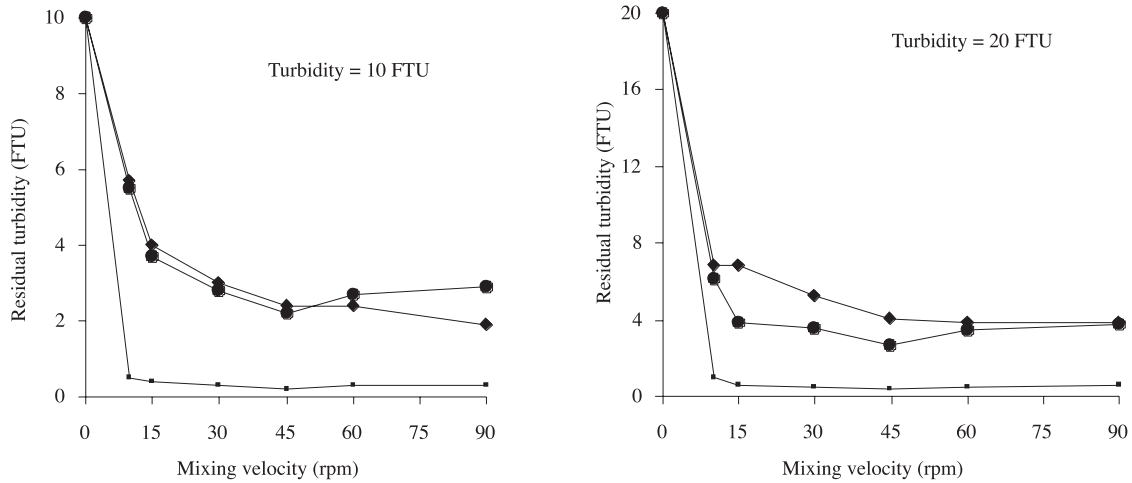 Turbidity = 10 FTU
Residual turbidity (FTU)
10
8
6
4
2
0
0 15 30 45 60 75 90
Mixing velocity (rpm)
Turbidity = 20 FTU
Residual turbidity (FTU)
20
16
12
8
4
0
0 15 30 45 60 75 90
Mixing velocity (rpm)